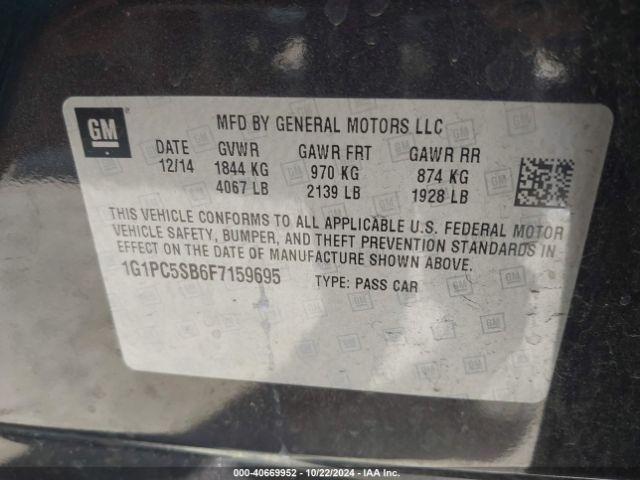 GM
MFD BY GENERAL MOTORS LLC
DATE GVWR GAWR FRT GAWR RR
12/14 1844 KG 970 KG 874 KG
4067 LB 2139 LB 1928 LB
THIS VEHICLE CONFORMS TO ALL APPLICABLE U.S. FEDERAL MOTOR
VEHICLE SAFETY, BUMPER, AND THEFT PREVENTION STANDARDS IN
EFFECT ON THE DATE OF MANUFACTURE SHOWN ABOVE.
1G1PC5SB6F7159695 TYPE: PASS CAR
000-40669952 - 10/22/2024 - IAA Inc.